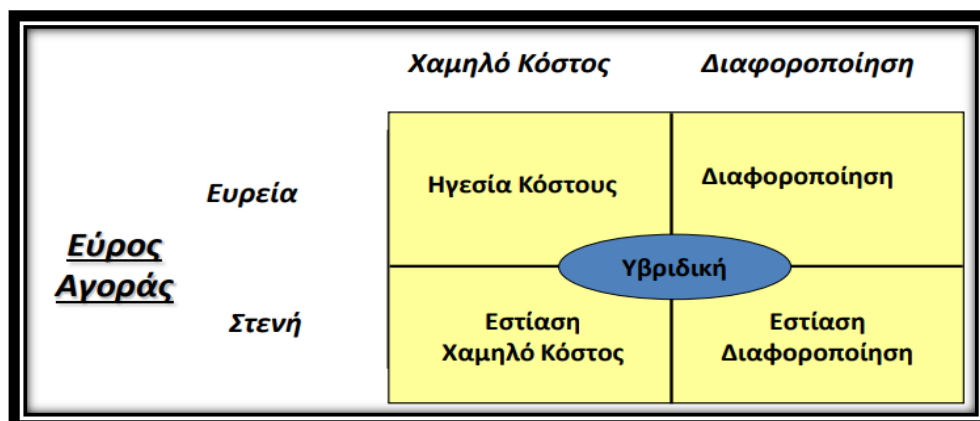 Χαμηλό Κόστος
Διαφοροποίηση
Ευρεία
Ηγεσία Κόστους
Διαφοροποίηση
Εύρος
Αγοράς
Υβριδική
Στενή
Εστίαση
Χαμηλό Κόστος
Εστίαση
Διαφοροποίηση